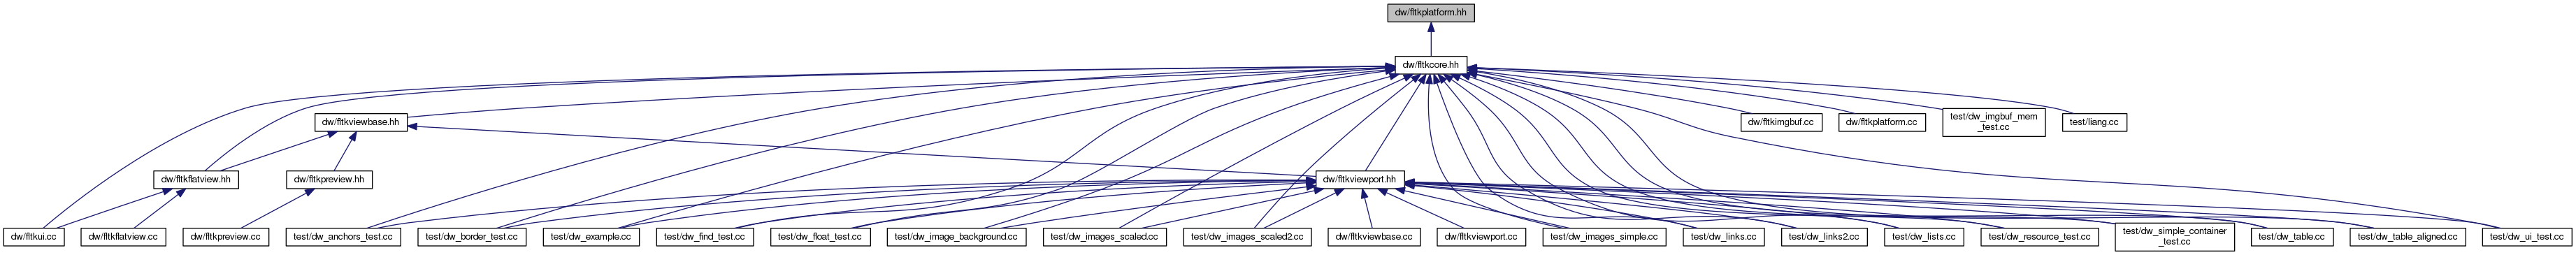 dw/fltkplatform.hh
dw/fltkcore.hh
dw/fltkviewbase.hh
dw/fltkimgbuf.cc
dw/fltkplatform.cc
test/dw_imgbuf_mem
_test.cc
test/liang.cc
dw/fltkflatview.hh
dw/fltkpreview.hh
dw/fltkviewport.hh
dw/fltkui.cc
dw/fltkflatview.cc
dw/fltkpreview.cc
test/dw_anchors_test.cc
test/dw_border_test.cc
test/dw_example.cc
test/dw_find_test.cc
test/dw_float_test.cc
test/dw_image_background.cc
test/dw_images_scaled.cc
test/dw_images_scaled2.cc
dw/fltkviewbase.cc
dw/fltkviewport.cc
test/dw_images_simple.cc
test/dw_links.cc
test/dw_links2.cc
test/dw_lists.cc
test/dw_resource_test.cc
test/dw_simple_container
_test.cc
test/dw_table.cc
test/dw_table_aligned.cc
test/dw_ui_test.cc